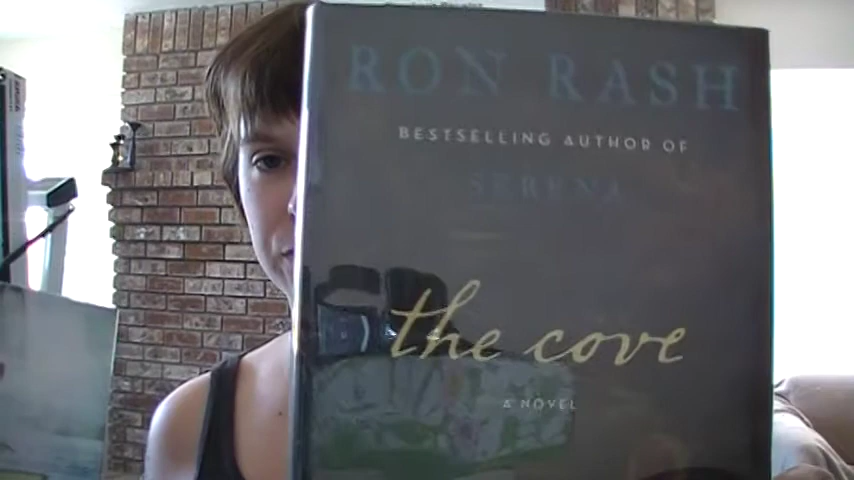 RON RASH
BESTSELLING AUTHOR OF
SERENA
the cove
A NOVEL